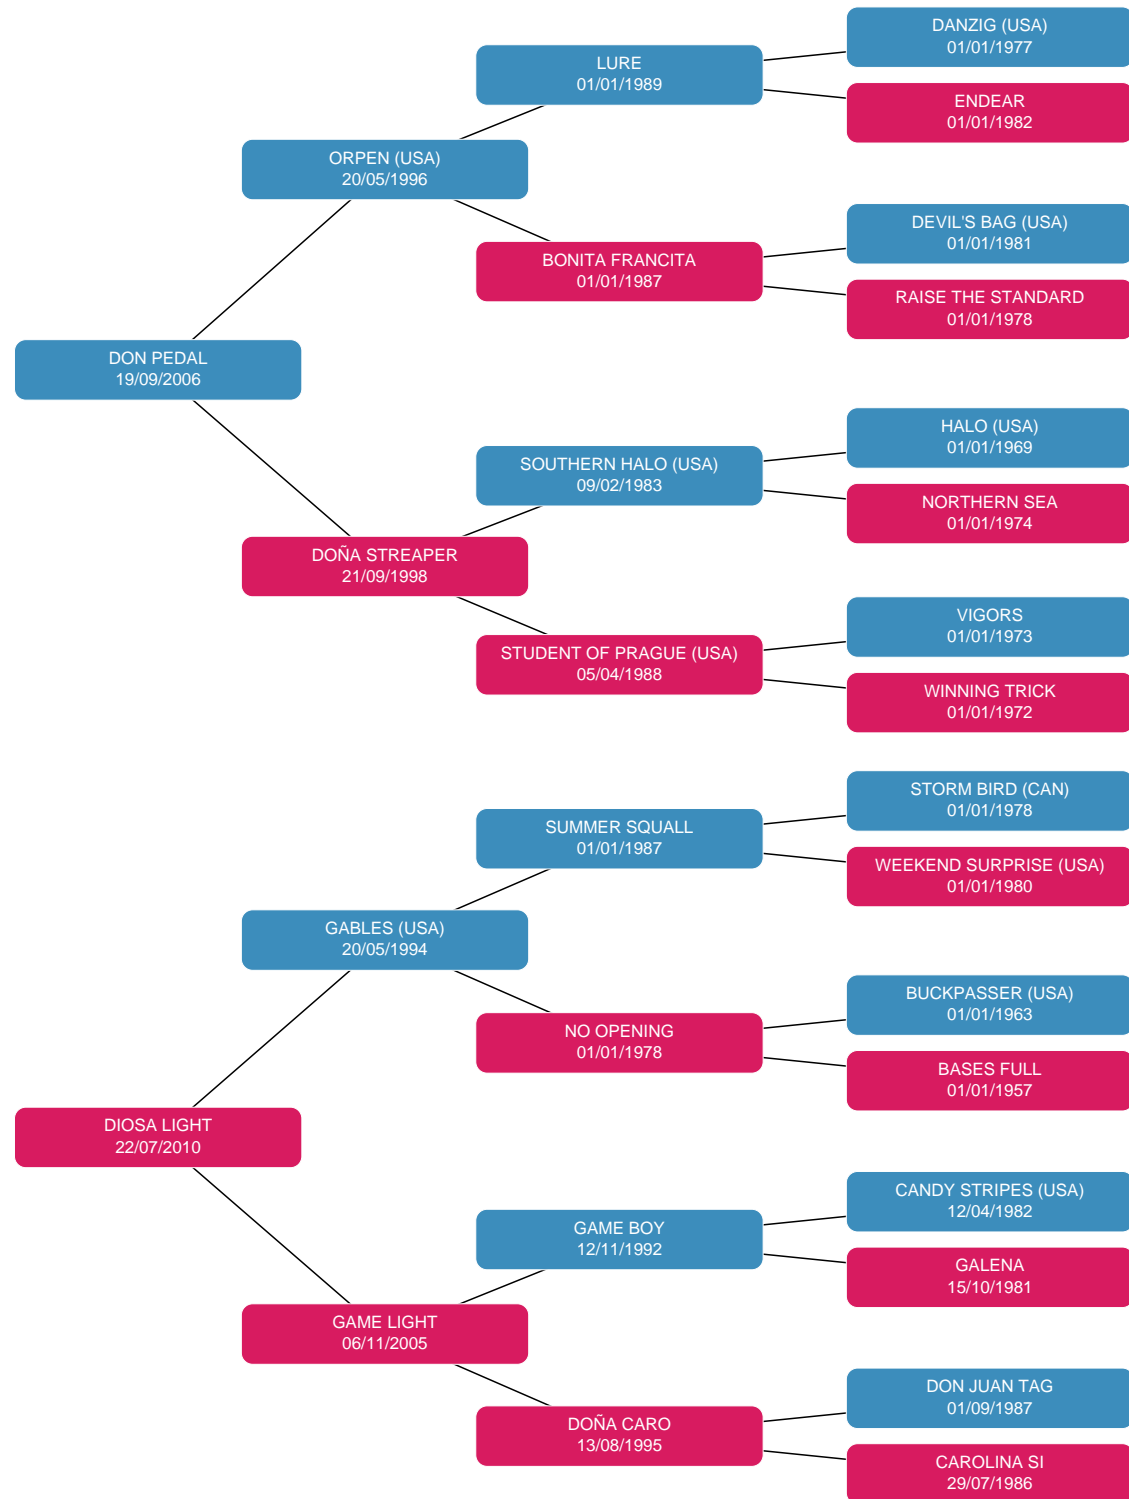 DANZIG (USA)
01/01/1977
LURE
01/01/1989
ENDEAR
01/01/1982
ORPEN (USA)
20/05/1996
DEVIL'S BAG (USA)
01/01/1981
BONITA FRANCITA
01/01/1987
RAISE THE STANDARD
01/01/1978
DON PEDAL
19/09/2006
HALO (USA)
01/01/1969
SOUTHERN HALO (USA)
09/02/1983
NORTHERN SEA
01/01/1974
DOÑA STREAPER
21/09/1998
VIGORS
01/01/1973
STUDENT OF PRAGUE (USA)
05/04/1988
WINNING TRICK
01/01/1972
STORM BIRD (CAN)
01/01/1978
SUMMER SQUALL
01/01/1987
WEEKEND SURPRISE (USA)
01/01/1980
GABLES (USA)
20/05/1994
BUCKPASSER (USA)
01/01/1963
NO OPENING
01/01/1978
BASES FULL
01/01/1957
DIOSA LIGHT
22/07/2010
CANDY STRIPES (USA)
12/04/1982
GAME BOY
12/11/1992
GALENA
15/10/1981
GAME LIGHT
06/11/2005
DON JUAN TAG
01/09/1987
DOÑA CARO
13/08/1995
CAROLINA SI
29/07/1986